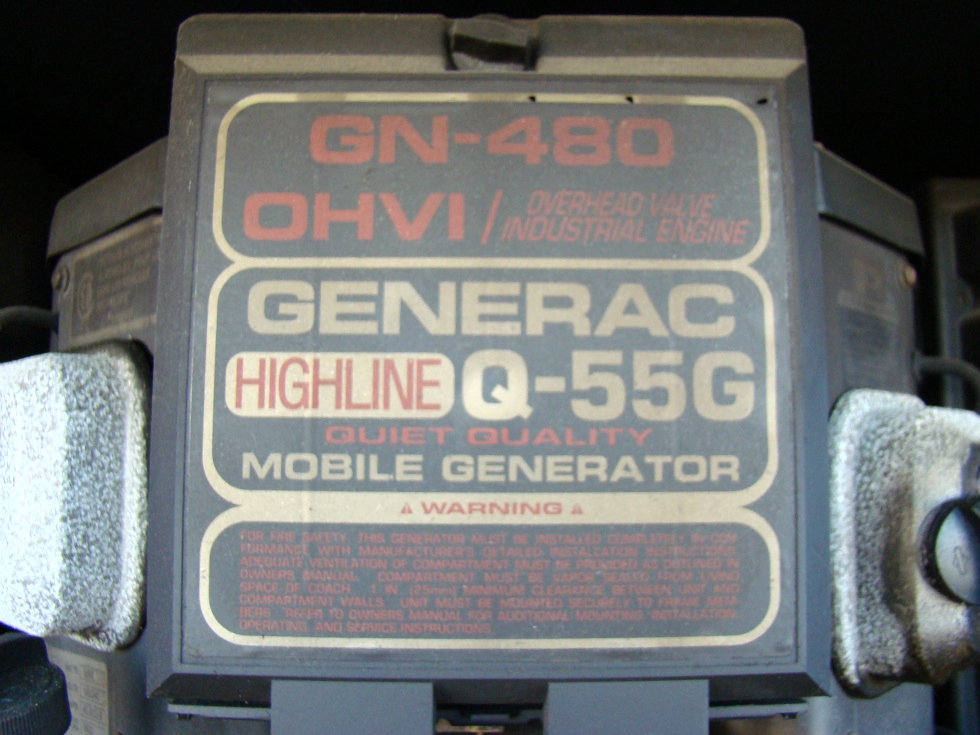 GN-480
OHVI / OVERHEAD VALVE
INDUSTRIAL ENGINE
GENERAC
HIGHLINE Q-55G
QUIET QUALITY
MOBILE GENERATOR
⚠ WARNING ⚠
FOR FIRE SAFETY, THIS GENERATOR MUST BE INSTALLED COMPLETELY IN CON-
FORMANCE WITH MANUFACTURER'S DETAILED INSTALLATION INSTRUCTIONS.
ADEQUATE VENTILATION OF COMPARTMENT MUST BE PROVIDED AS OUTLINED IN
OWNERS MANUAL. COMPARTMENT MUST BE VAPOR SEALED FROM LIVING
SPACE OF COACH. 1 IN. (25mm) MINIMUM CLEARANCE BETWEEN UNIT AND
COMPARTMENT WALLS. UNIT MUST BE MOUNTED SECURELY TO FRAME MEM-
BERS. REFER TO OWNERS MANUAL FOR ADDITIONAL MOUNTING, INSTALLATION,
OPERATING, AND SERVICE INSTRUCTIONS.